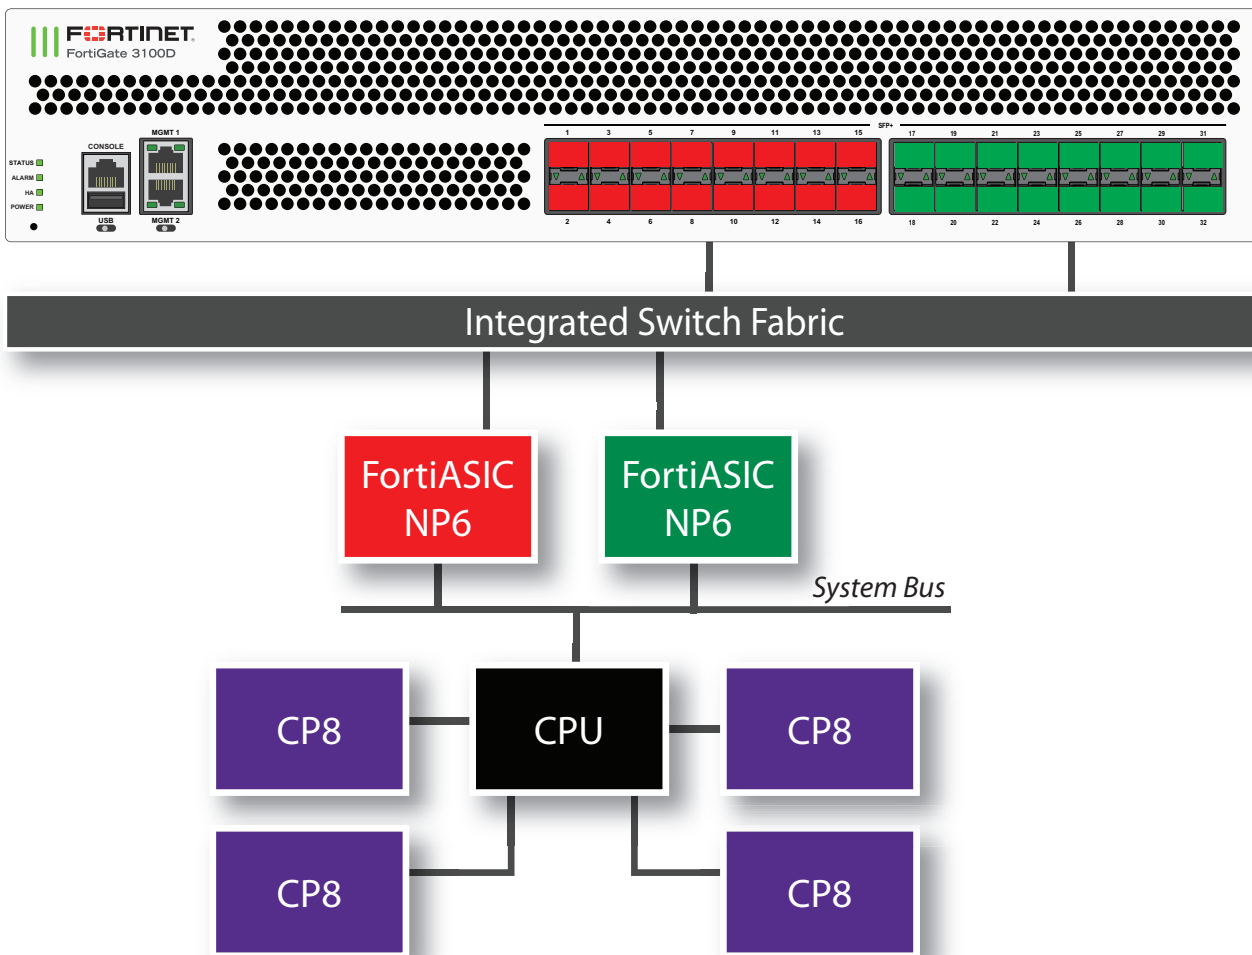 FORTINET
FortiGate 3100D
STATUS
ALARM
HA
POWER
CONSOLE
USB
MGMT 1
MGMT 2
SFP+
1 3 5 7 9 11 13 15
17 19 21 23 25 27 29 31
2 4 6 8 10 12 14 16
18 20 22 24 26 28 30 32
Integrated Switch Fabric
FortiASIC
NP6
FortiASIC
NP6
System Bus
CP8
CPU
CP8
CP8
CP8